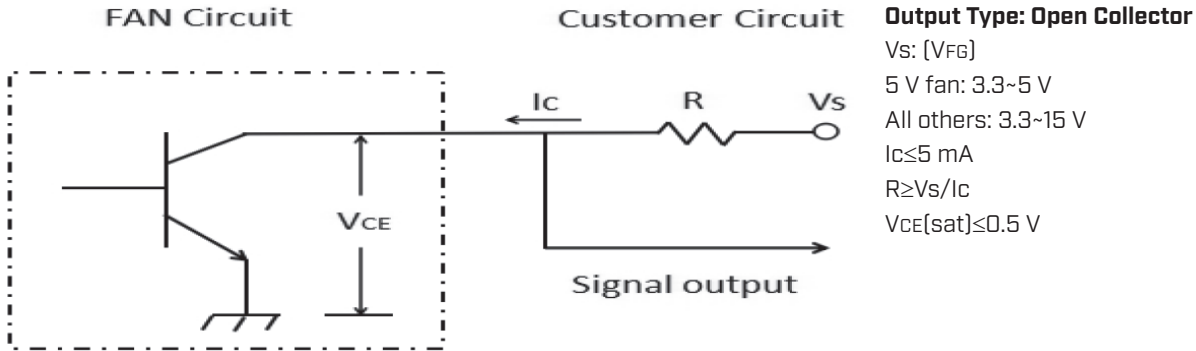 FAN Circuit
Customer Circuit
Ic
R
Vs
VCE
Signal output
Output Type: Open Collector
Vs: (VFG)
5 V fan: 3.3~5 V
All others: 3.3~15 V
Ic≤5 mA
R≥Vs/Ic
VCE(sat)≤0.5 V